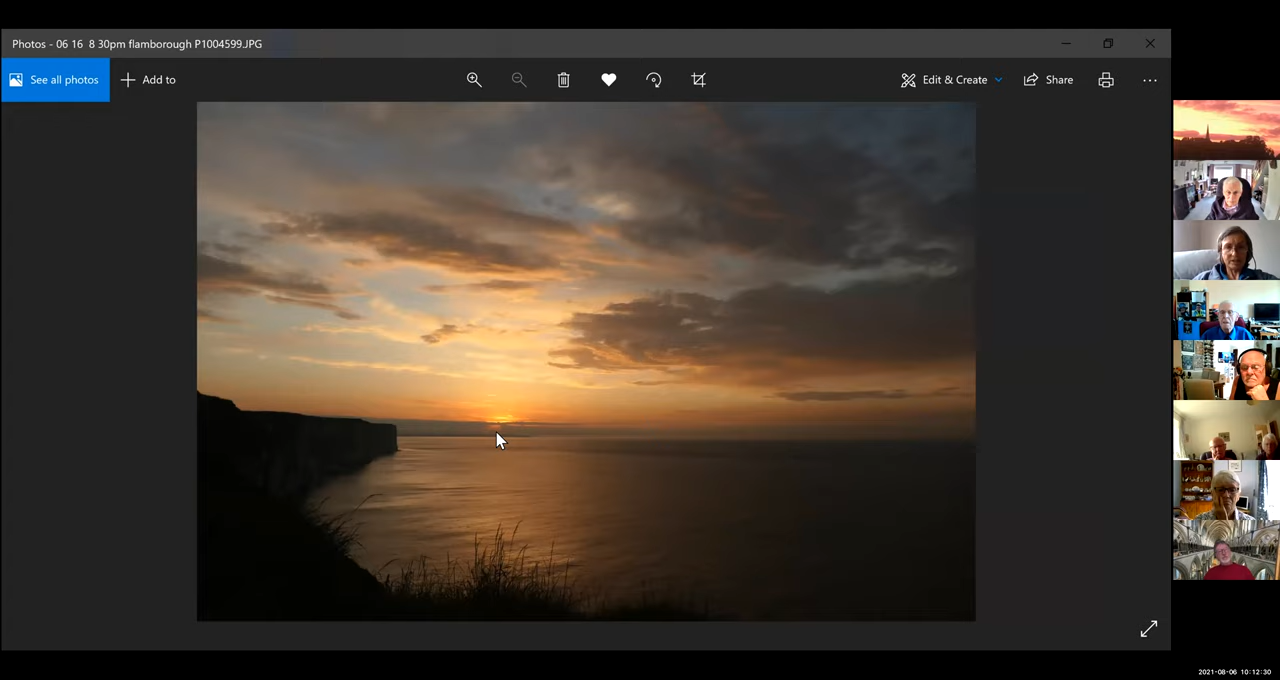 Photos - 06 16  8 30pm flamborough P1004599.JPG
See all photos
Add to
Edit & Create
Share
2021-08-06 10:12:30